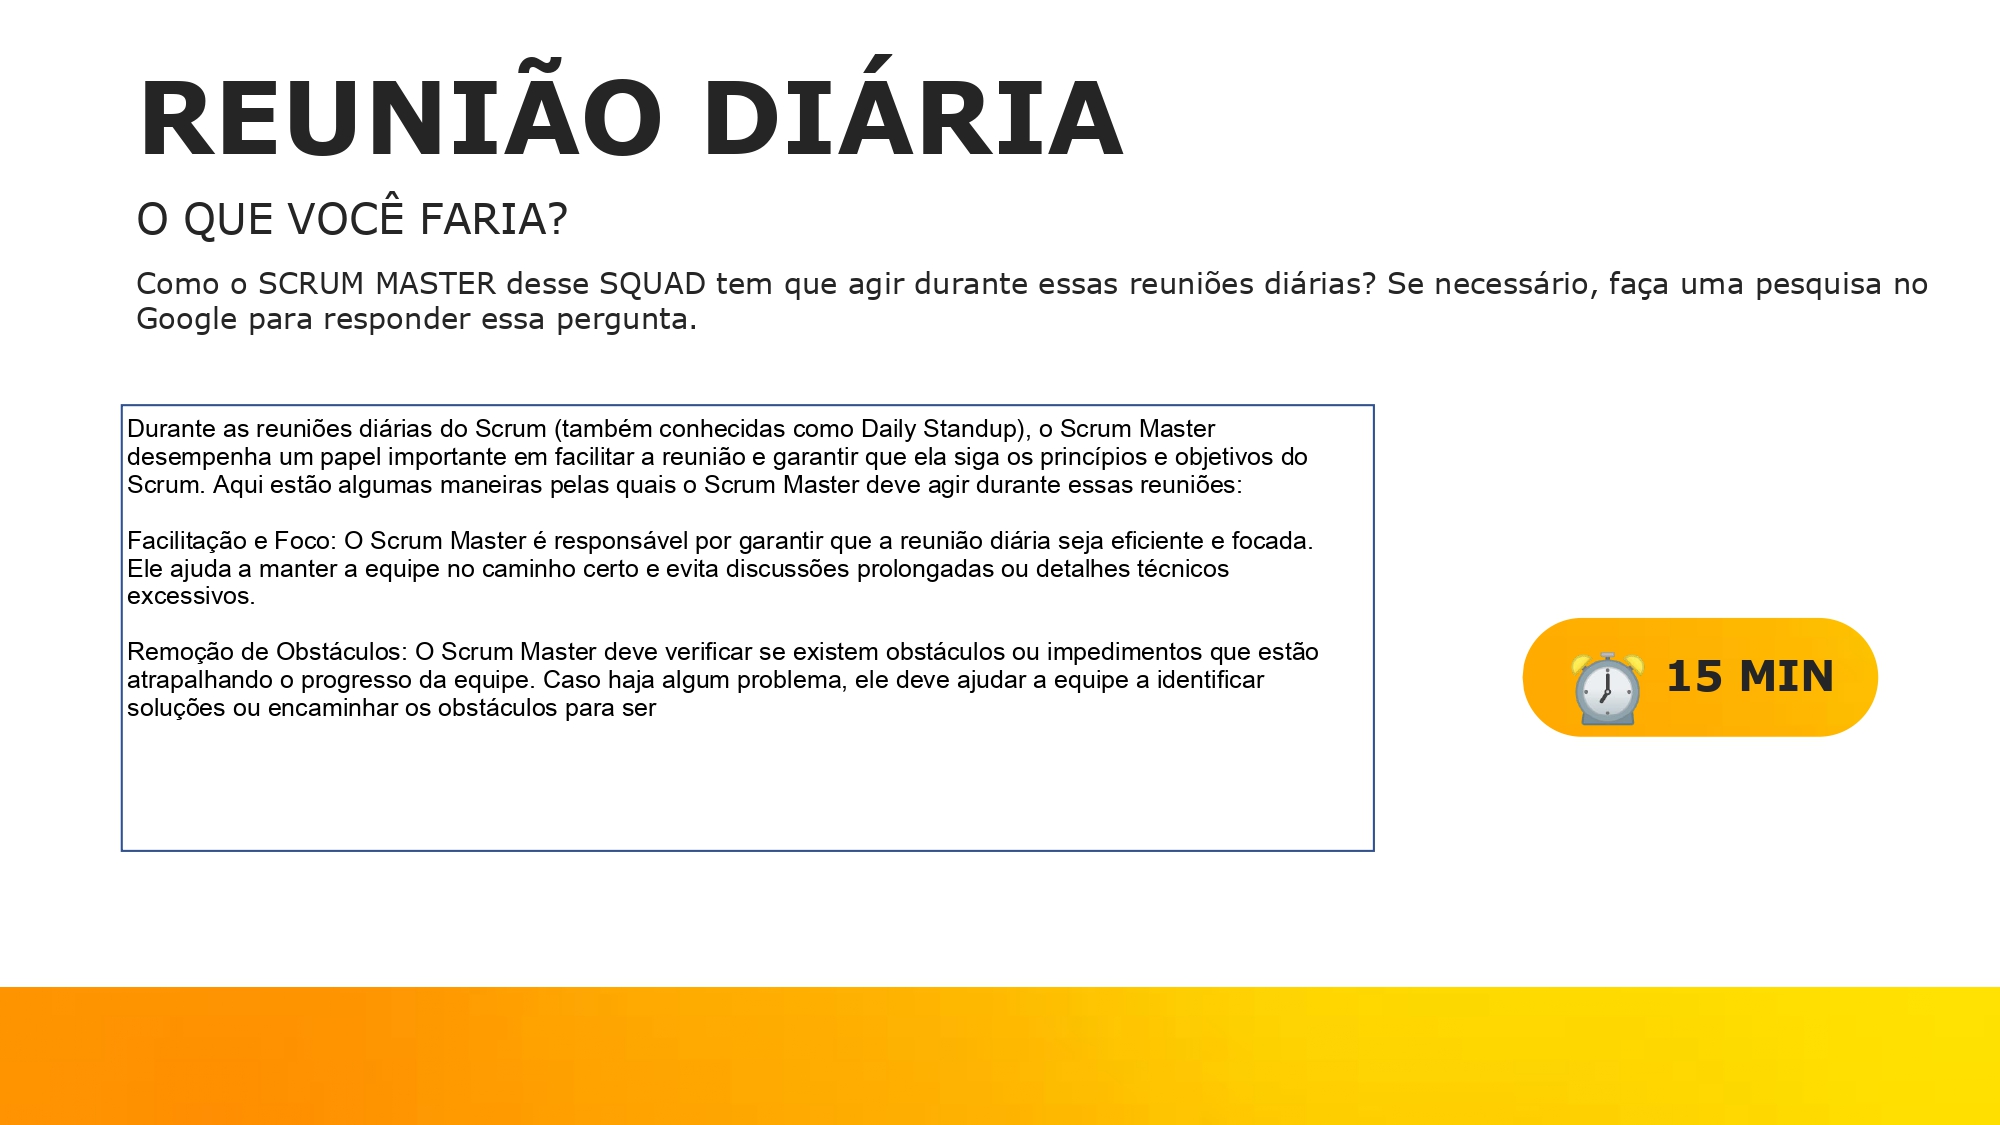 REUNIÃO DIÁRIA
O QUE VOCÊ FARIA?
Como o SCRUM MASTER desse SQUAD tem que agir durante essas reuniões diárias? Se necessário, faça uma pesquisa no
Google para responder essa pergunta.
Durante as reuniões diárias do Scrum (também conhecidas como Daily Standup), o Scrum Master
desempenha um papel importante em facilitar a reunião e garantir que ela siga os princípios e objetivos do
Scrum. Aqui estão algumas maneiras pelas quais o Scrum Master deve agir durante essas reuniões:
Facilitação e Foco: O Scrum Master é responsável por garantir que a reunião diária seja eficiente e focada.
Ele ajuda a manter a equipe no caminho certo e evita discussões prolongadas ou detalhes técnicos
excessivos.
Remoção de Obstáculos: O Scrum Master deve verificar se existem obstáculos ou impedimentos que estão
atrapalhando o progresso da equipe. Caso haja algum problema, ele deve ajudar a equipe a identificar
soluções ou encaminhar os obstáculos para ser
15 MIN